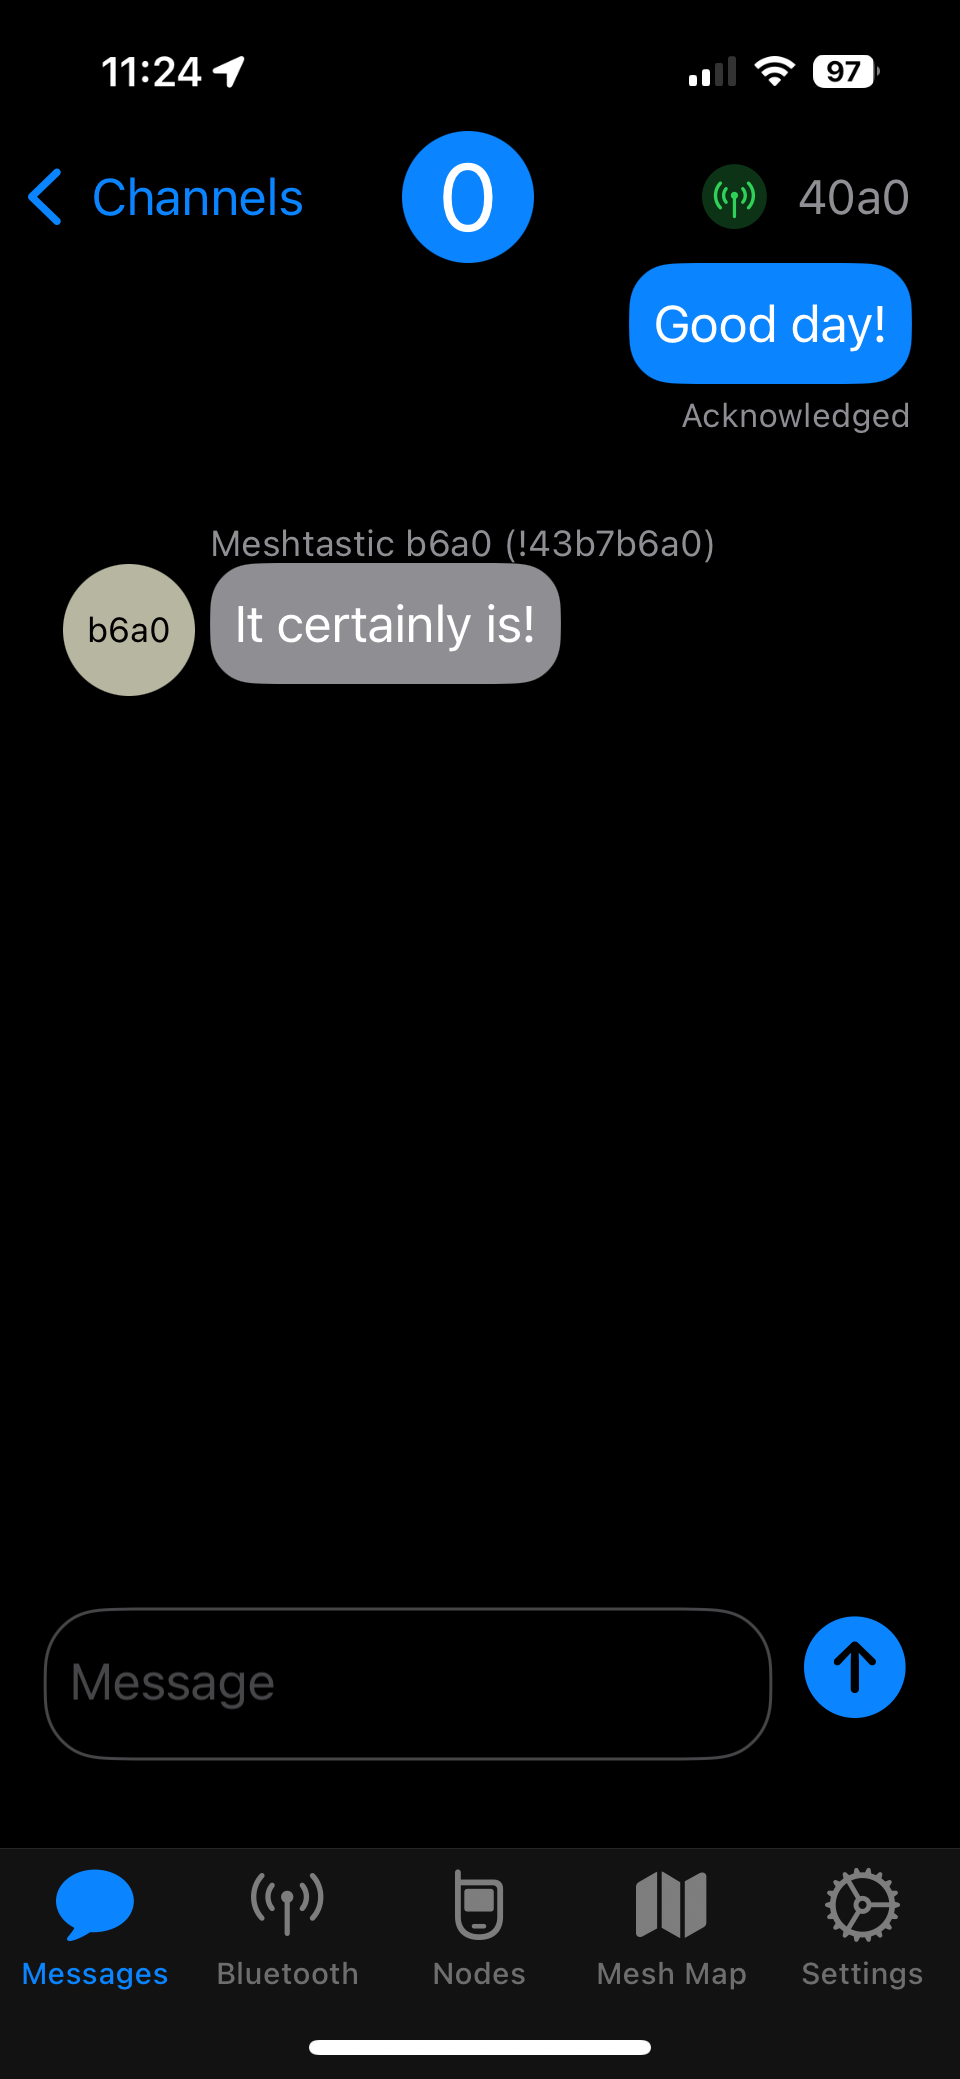 11:24
97
Channels
0
40a0
Good day!
Acknowledged
Meshtastic b6a0 (!43b7b6a0)
b6a0
It certainly is!
Message
Messages
Bluetooth
Nodes
Mesh Map
Settings